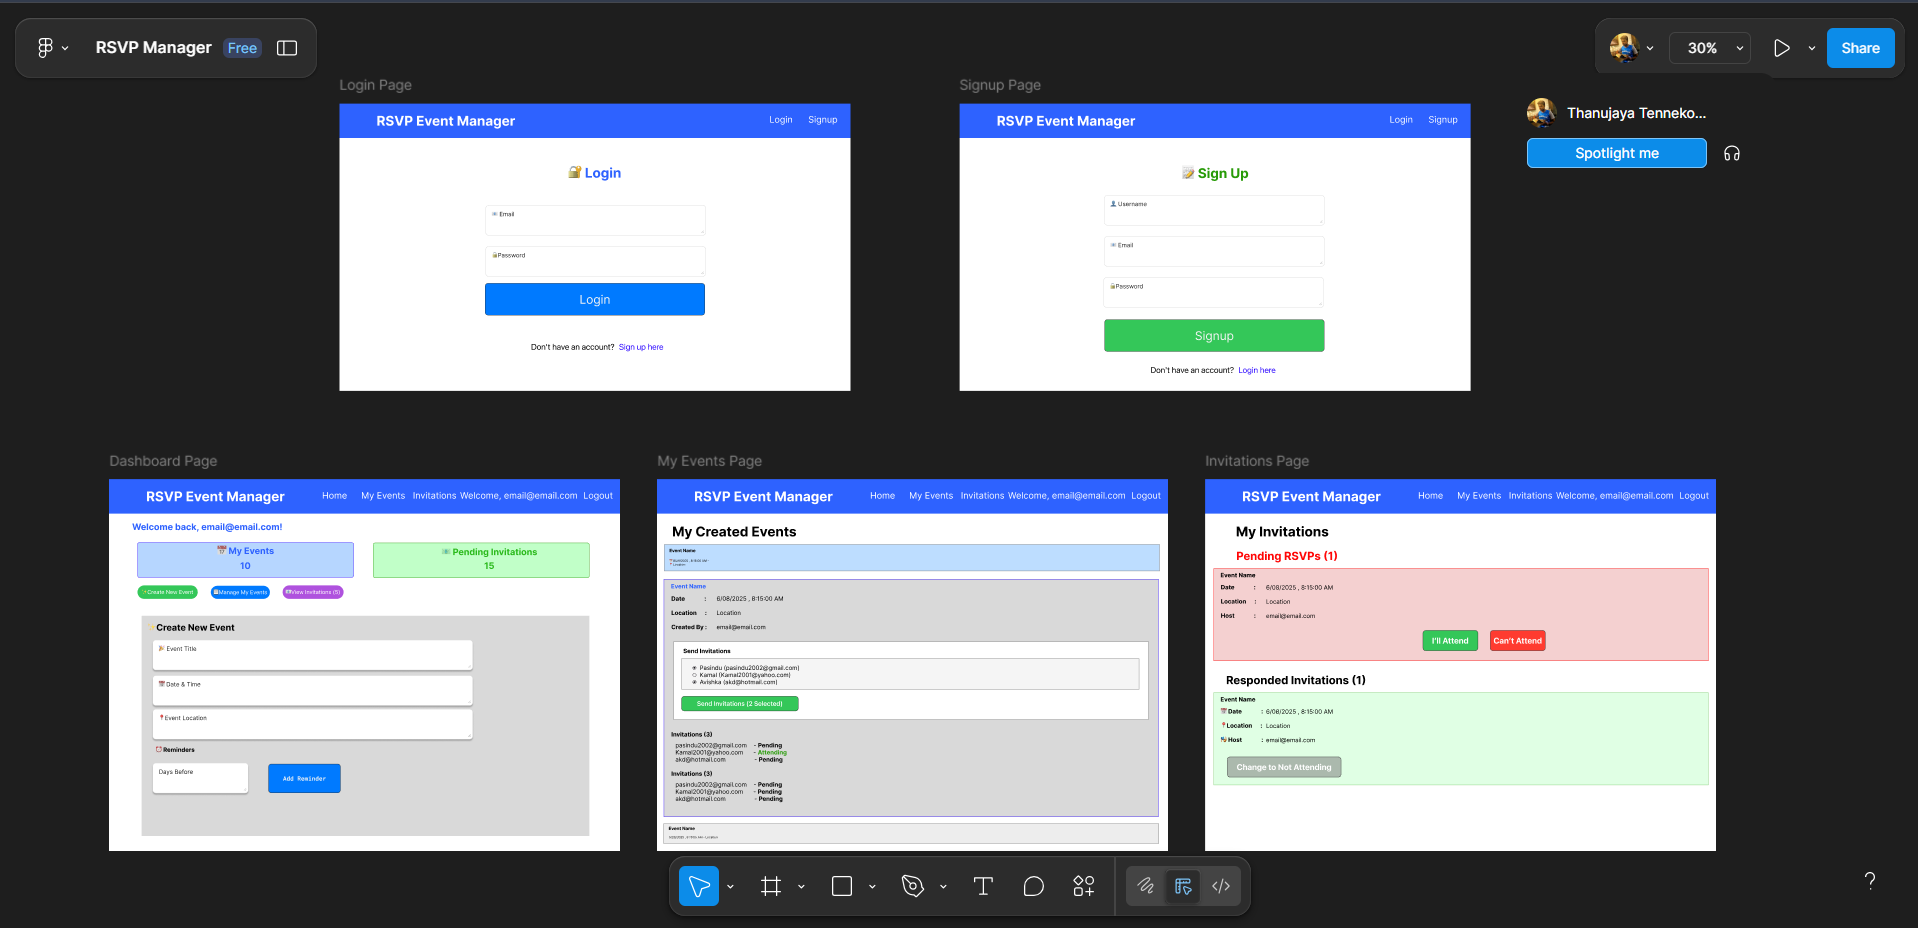 RSVP Manager Free
30%
Share
Thanujaya Tenneko...
Spotlight me
Login Page
RSVP Event Manager Login Signup
Login
Email
Password
Login
Don't have an account? Sign up here
Signup Page
RSVP Event Manager Login Signup
Sign Up
Username
Email
Password
Signup
Don't have an account? Login here
Dashboard Page
RSVP Event Manager Home My Events Invitations Welcome, email@email.com Logout
Welcome back, email@email.com!
My Events
10
Pending Invitations
15
Create New Event Manage My Events View Invitations (5)
Create New Event
Event Title
Date & Time
Event Location
Reminders
Days Before
Add Reminder
My Events Page
RSVP Event Manager Home My Events Invitations Welcome, email@email.com Logout
My Created Events
Event Name
Location
Event Name
Date : 6/08/2025 , 8:15:00 AM
Location : Location
Created By : email@email.com
Send Invitations
Pasindu (pasindu2002@gmail.com)
Kamal (Kamal2001@yahoo.com)
Avishka (akd@hotmail.com)
Send Invitations (2 Selected)
Invitations (3)
pasindu2002@gmail.com - Pending
Kamal2001@yahoo.com - Attending
akd@hotmail.com - Pending
Invitations (3)
pasindu2002@gmail.com - Pending
Kamal2001@yahoo.com - Pending
akd@hotmail.com - Pending
Event Name
Invitations Page
RSVP Event Manager Home My Events Invitations Welcome, email@email.com Logout
My Invitations
Pending RSVPs (1)
Event Name
Date : 6/08/2025 , 8:15:00 AM
Location : Location
Host : email@email.com
I'll Attend Can't Attend
Responded Invitations (1)
Event Name
Date : 6/08/2025 , 8:15:00 AM
Location : Location
Host : email@email.com
Change to Not Attending